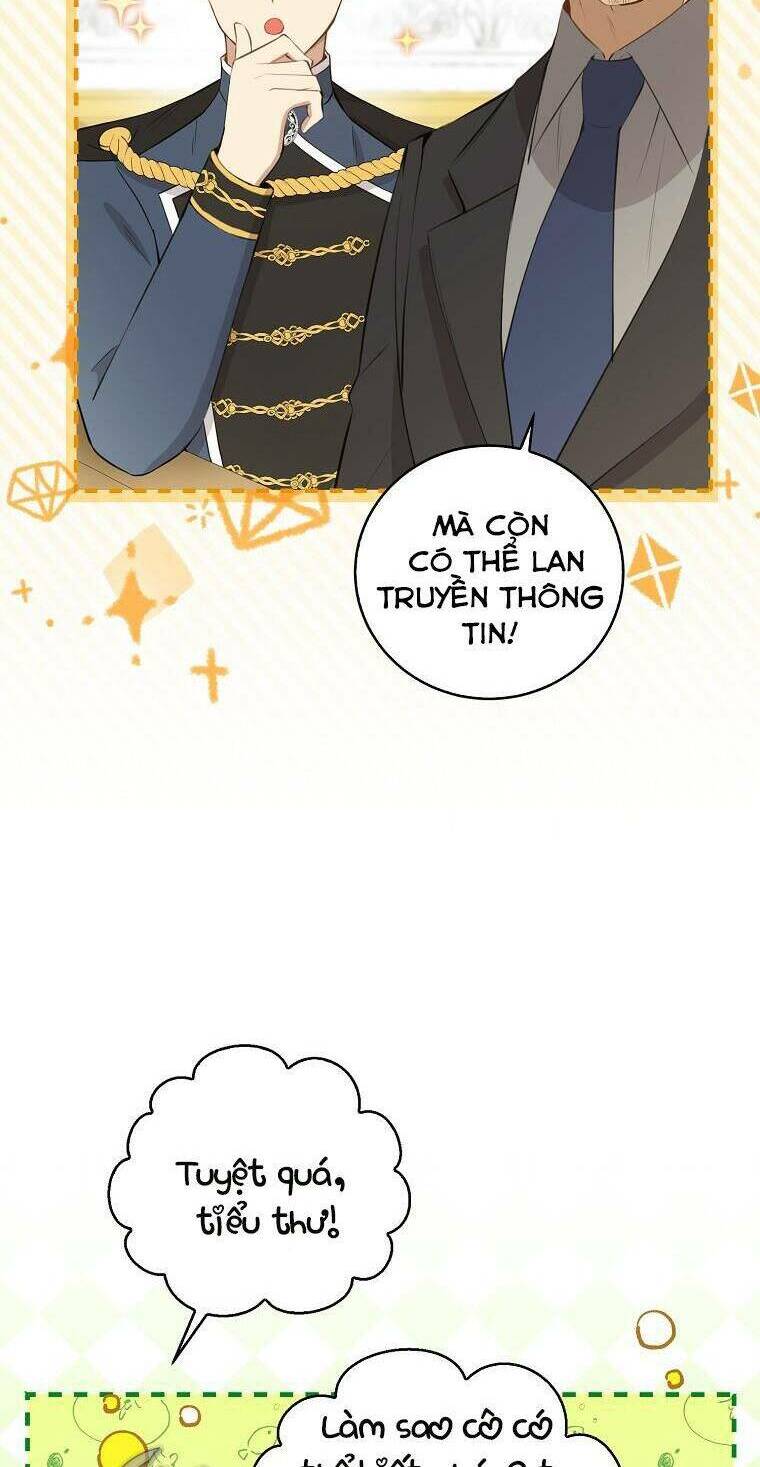 MÀ CÒN
CÓ THỂ LAN
TRUYỀN THÔNG
TIN!
Tuyệt quá,
tiểu thư!
Làm sao cô có